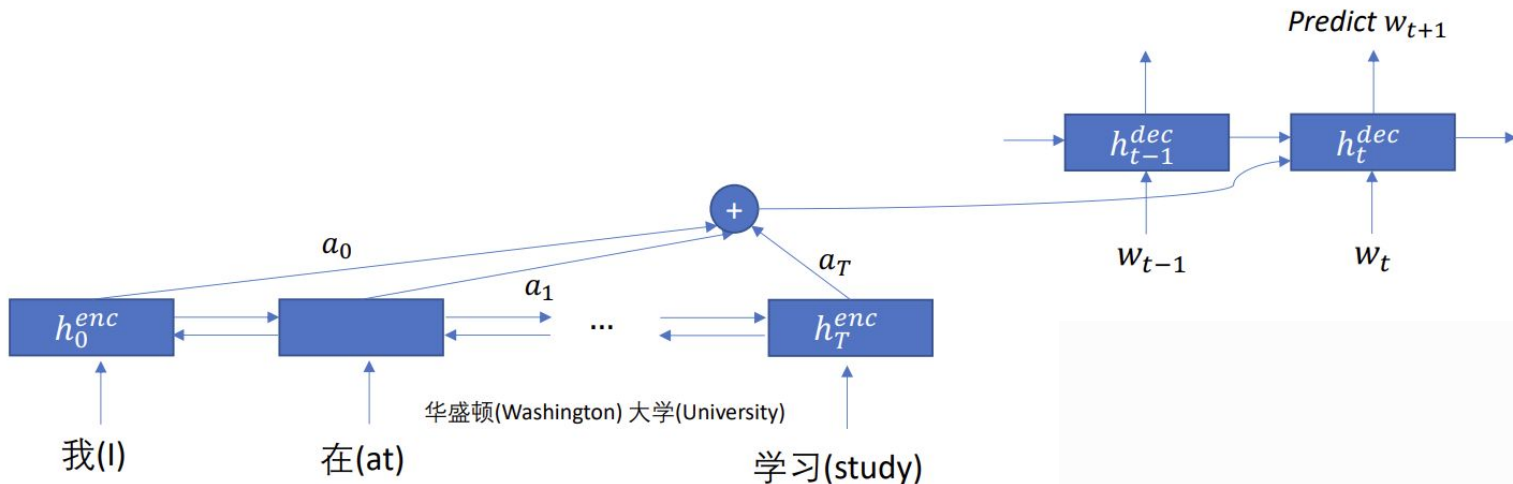 Predict w_{t+1}
h_{t-1}^{dec} h_t^{dec}
+
w_{t-1} w_t
a_0 a_1 a_T
h_0^{enc} ... h_T^{enc}
华盛顿(Washington) 大学(University)
我(I) 在(at) 学习(study)